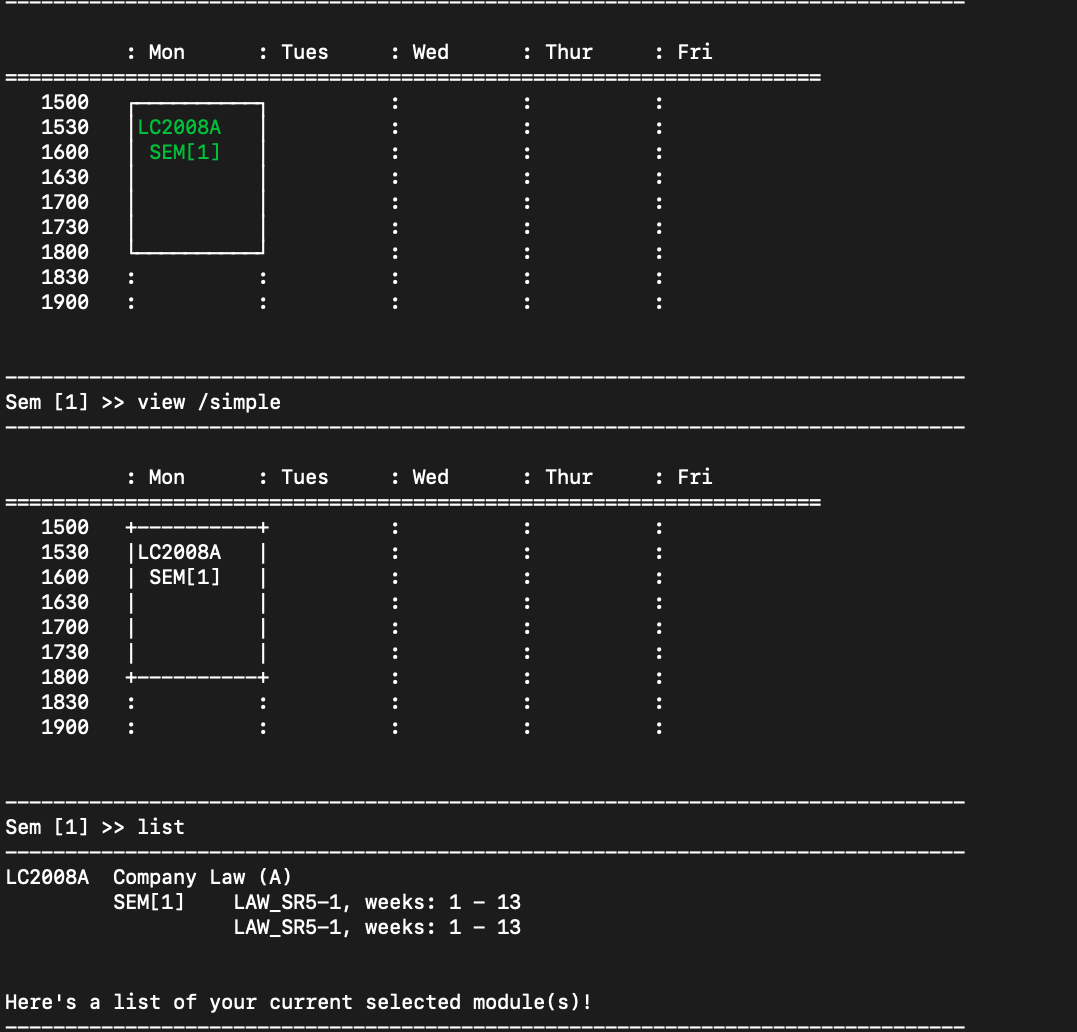 : Mon : Tues : Wed : Thur : Fri
1500 : : :
1530 LC2008A : : :
1600 SEM[1] : : :
1630 : : :
1700 : : :
1730 : : :
1800 : : :
1830 : : : : :
1900 : : : : :
Sem [1] >> view /simple
: Mon : Tues : Wed : Thur : Fri
1500 +----------+ : : :
1530 |LC2008A | : : :
1600 | SEM[1] | : : :
1630 | | : : :
1700 | | : : :
1730 | | : : :
1800 +----------+ : : :
1830 : : : : :
1900 : : : : :
Sem [1] >> list
LC2008A Company Law (A)
SEM[1] LAW_SR5-1, weeks: 1 - 13
LAW_SR5-1, weeks: 1 - 13
Here's a list of your current selected module(s)!